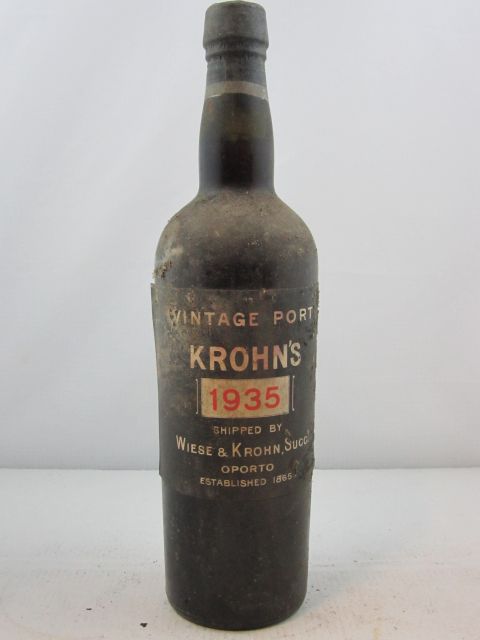 VINTAGE PORT
KROHN'S
1935
SHIPPED BY
WIESE & KROHN, SUCC
OPORTO
ESTABLISHED 1865